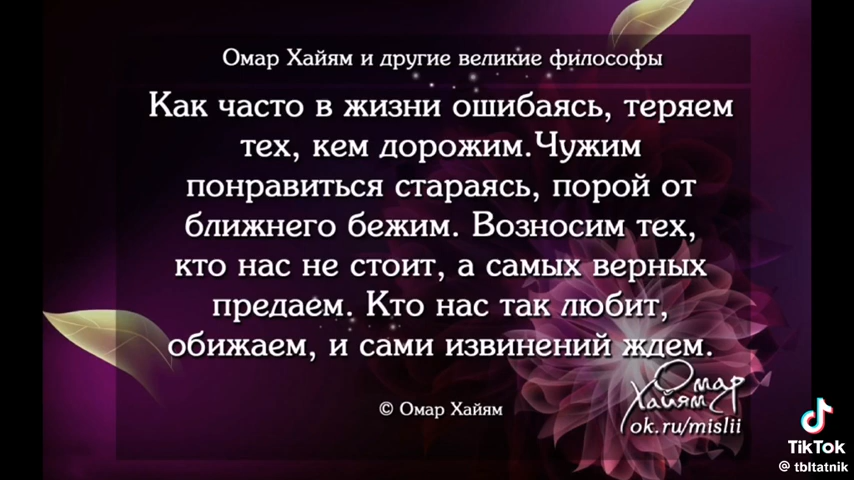 Омар Хайям и другие великие философы
Как часто в жизни ошибаясь, теряем
тех, кем дорожим.Чужим
понравиться стараясь, порой от
ближнего бежим. Возносим тех,
кто нас не стоит, а самых верных
предаем. Кто нас так любит,
обижаем, и сами извинений ждем.
© Омар Хайям
Омар
Хайям
ok.ru/mislii
TikTok
@ tbltatnik